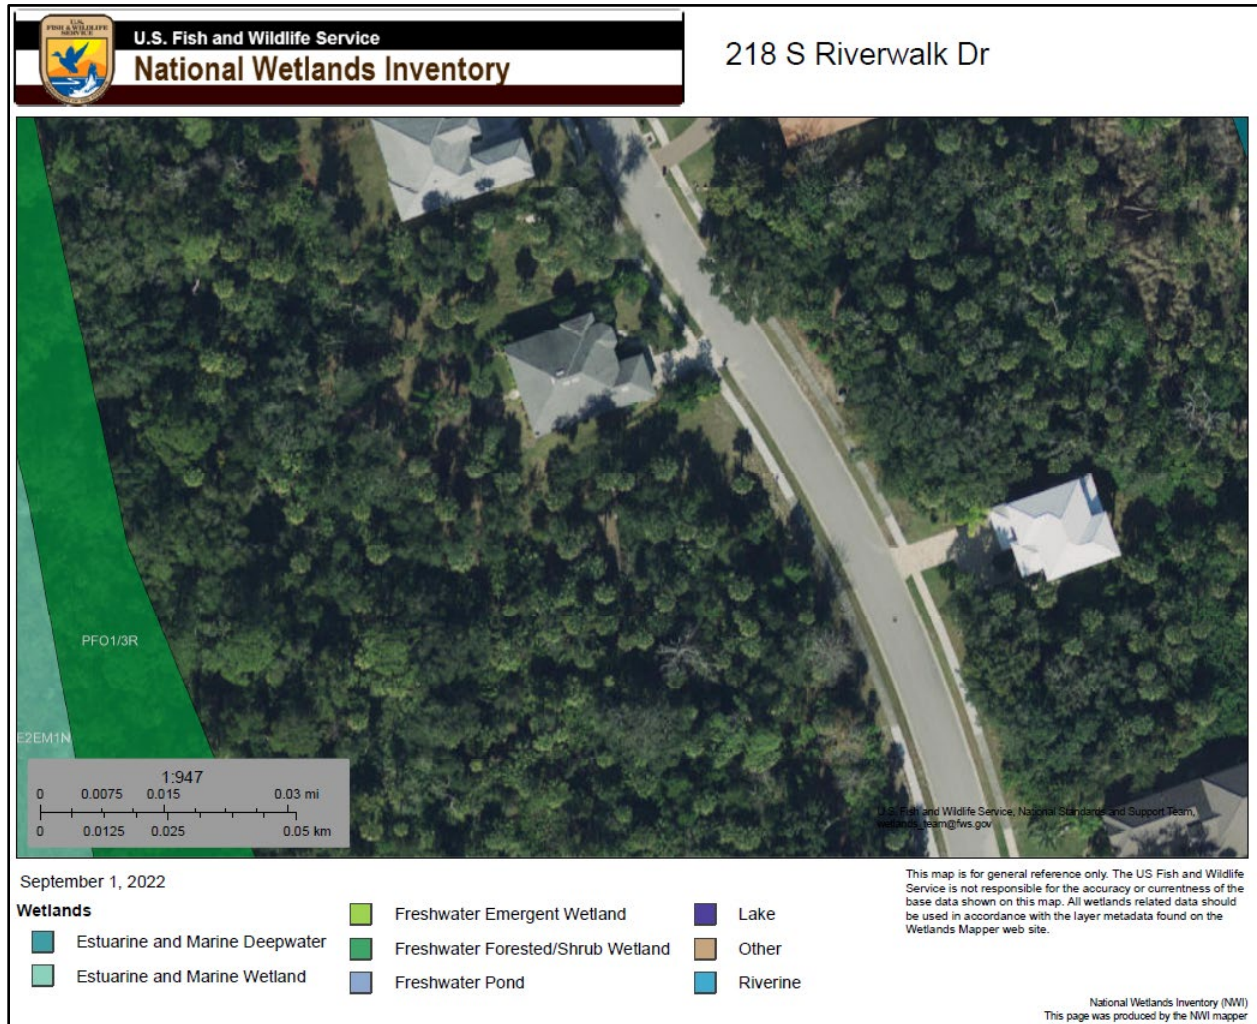 U.S.
FISH & WILDLIFE
SERVICE
U.S. Fish and Wildlife Service
National Wetlands Inventory
218 S Riverwalk Dr
PFO1/3R
E2EM1N
1:947
0 0.0075 0.015 0.03 mi
0 0.0125 0.025 0.05 km
U.S. Fish and Wildlife Service, National Standards and Support Team,
wetlands_team@fws.gov
September 1, 2022
Wetlands
Estuarine and Marine Deepwater
Estuarine and Marine Wetland
Freshwater Emergent Wetland
Freshwater Forested/Shrub Wetland
Freshwater Pond
Lake
Other
Riverine
This map is for general reference only. The US Fish and Wildlife
Service is not responsible for the accuracy or currentness of the
base data shown on this map. All wetlands related data should
be used in accordance with the layer metadata found on the
Wetlands Mapper web site.
National Wetlands Inventory (NWI)
This page was produced by the NWI mapper